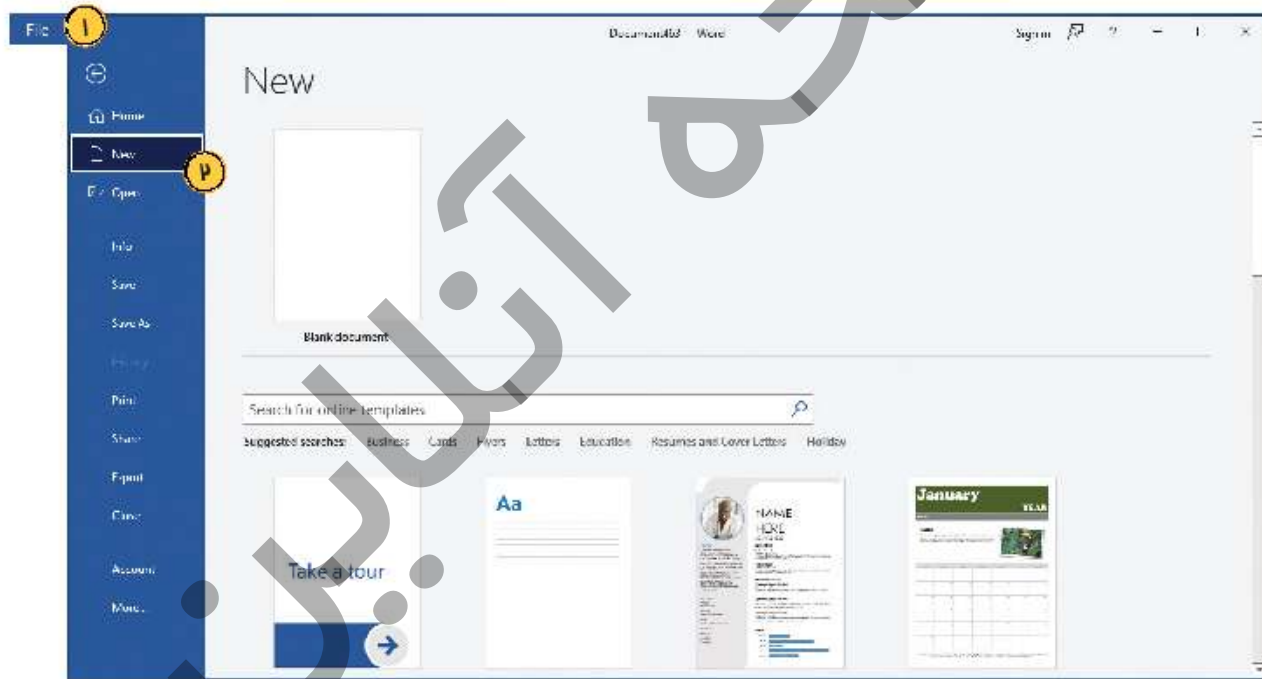 File ۱
Document463 - Word Sign in ? 
New
Home
New ۲
Open
Info
Save
Save As
Print
Share
Export
Close
Account
More...
Blank document
Search for online templates
Suggested searches: Business Cards Flyers Letters Education Resumes and Cover Letters Holiday
Take a tour
Aa
NAME
HERE
January
YEAR